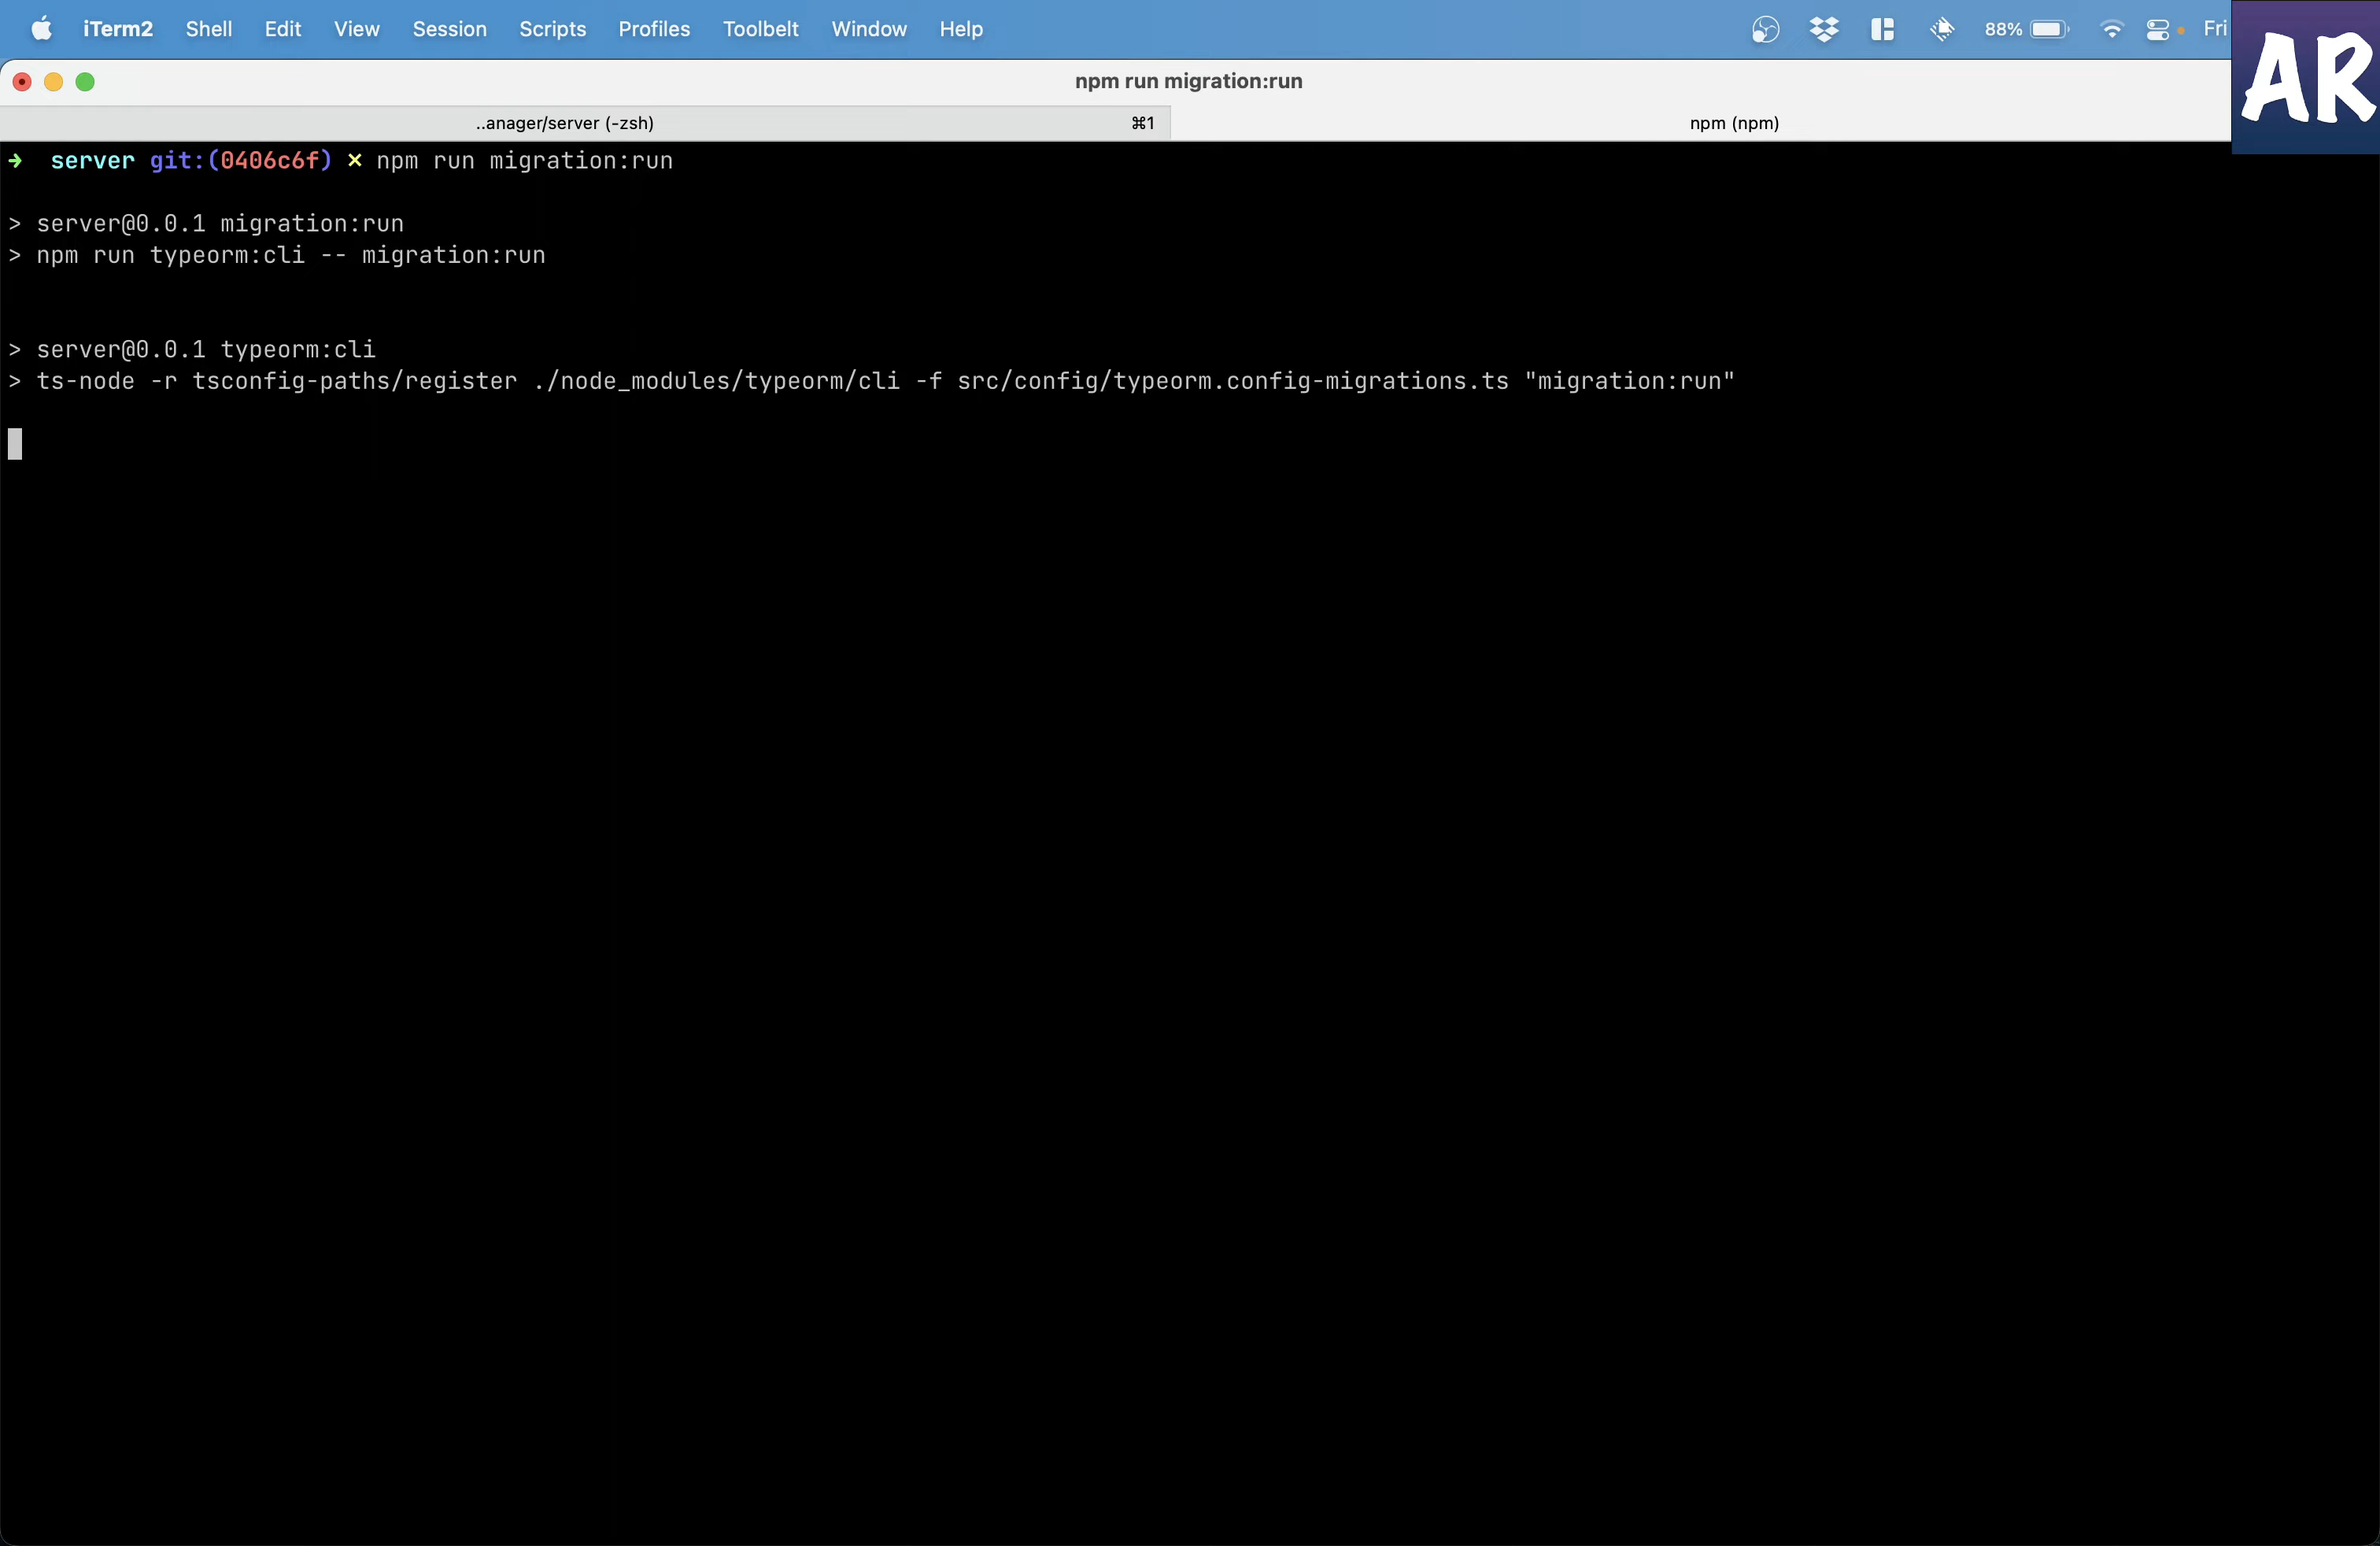 iTerm2 Shell Edit View Session Scripts Profiles Toolbelt Window Help 88% Fri
AR
npm run migration:run
..anager/server (-zsh) ⌘1 npm (npm)
➜ server git:(0406c6f) ✗ npm run migration:run
> server@0.0.1 migration:run
> npm run typeorm:cli -- migration:run
> server@0.0.1 typeorm:cli
> ts-node -r tsconfig-paths/register ./node_modules/typeorm/cli -f src/config/typeorm.config-migrations.ts "migration:run"